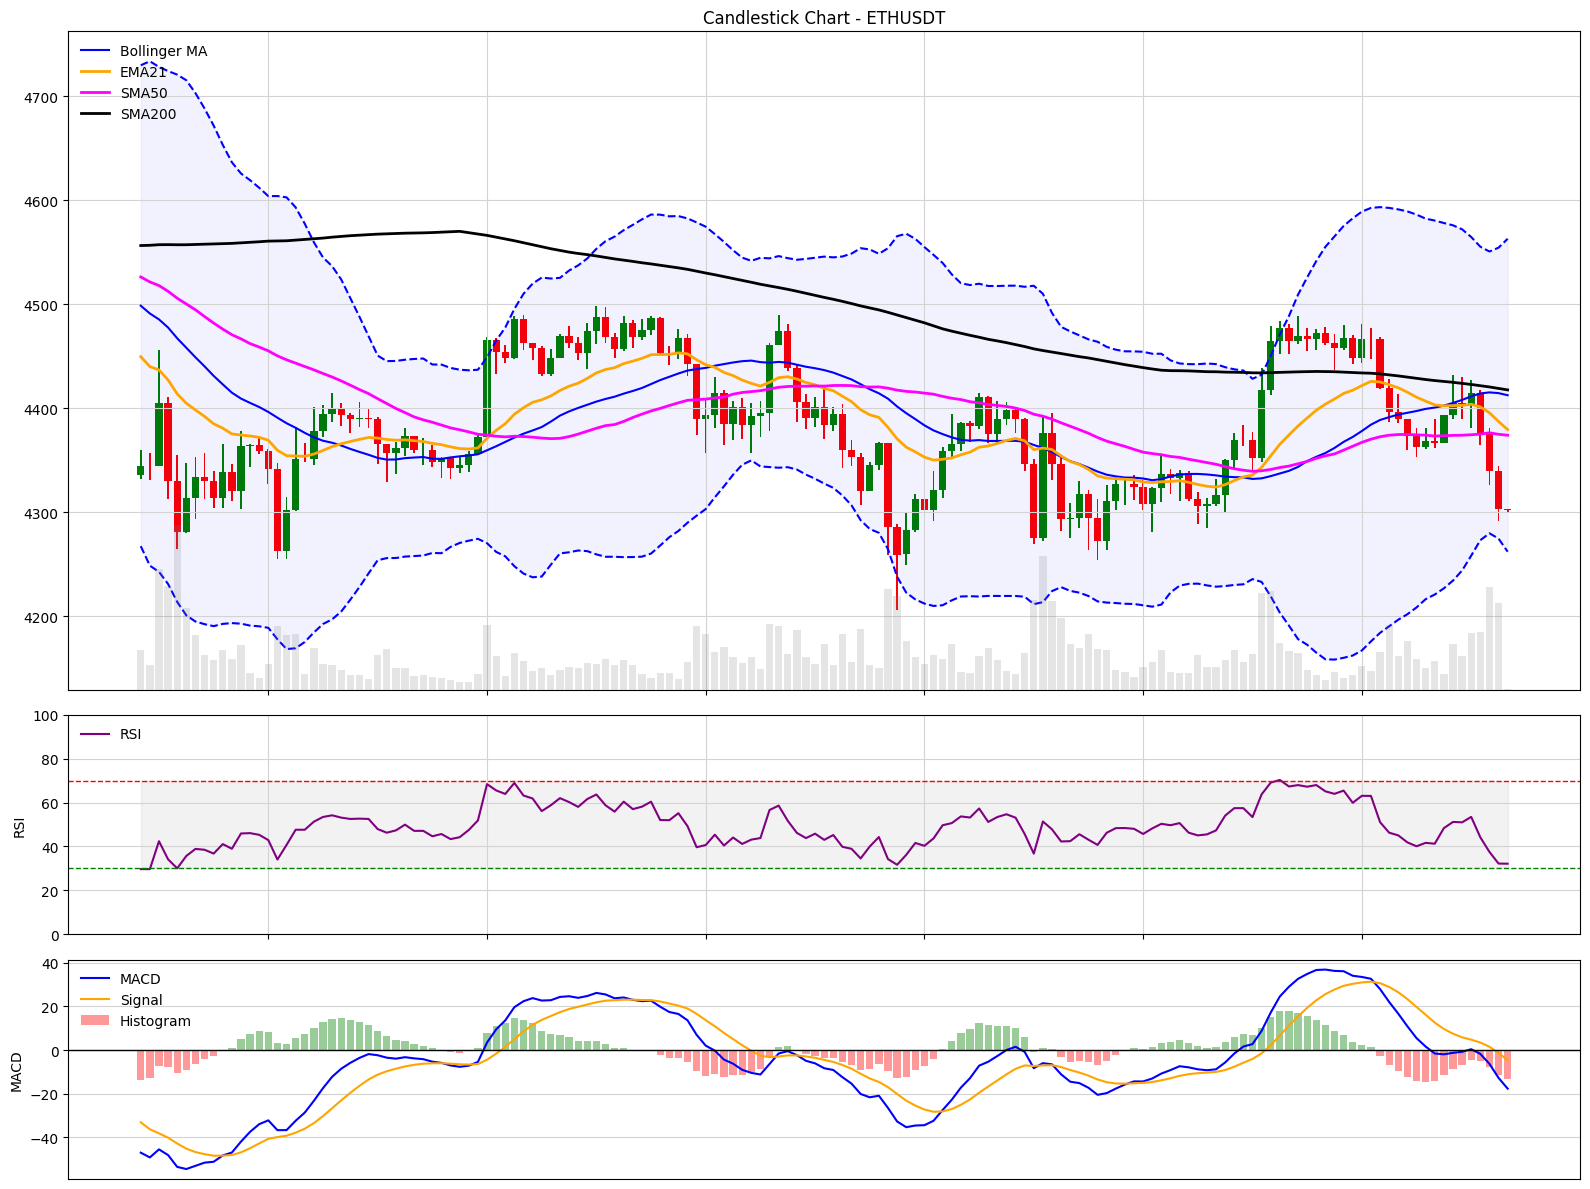 Candlestick Chart - ETHUSDT
Bollinger MA
EMA21
SMA50
SMA200
4700
4600
4500
4400
4300
4200
RSI
100
80
60
40
20
0
RSI
MACD
Signal
Histogram
40
20
0
−20
−40
MACD